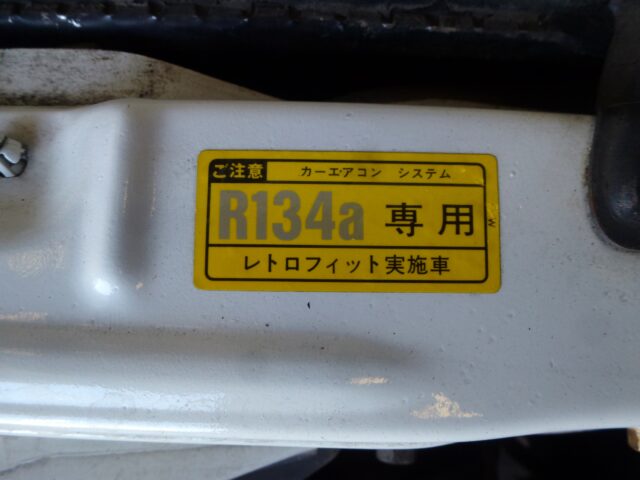 ご注意 カーエアコン システム
R134a 専用
レトロフィット実施車